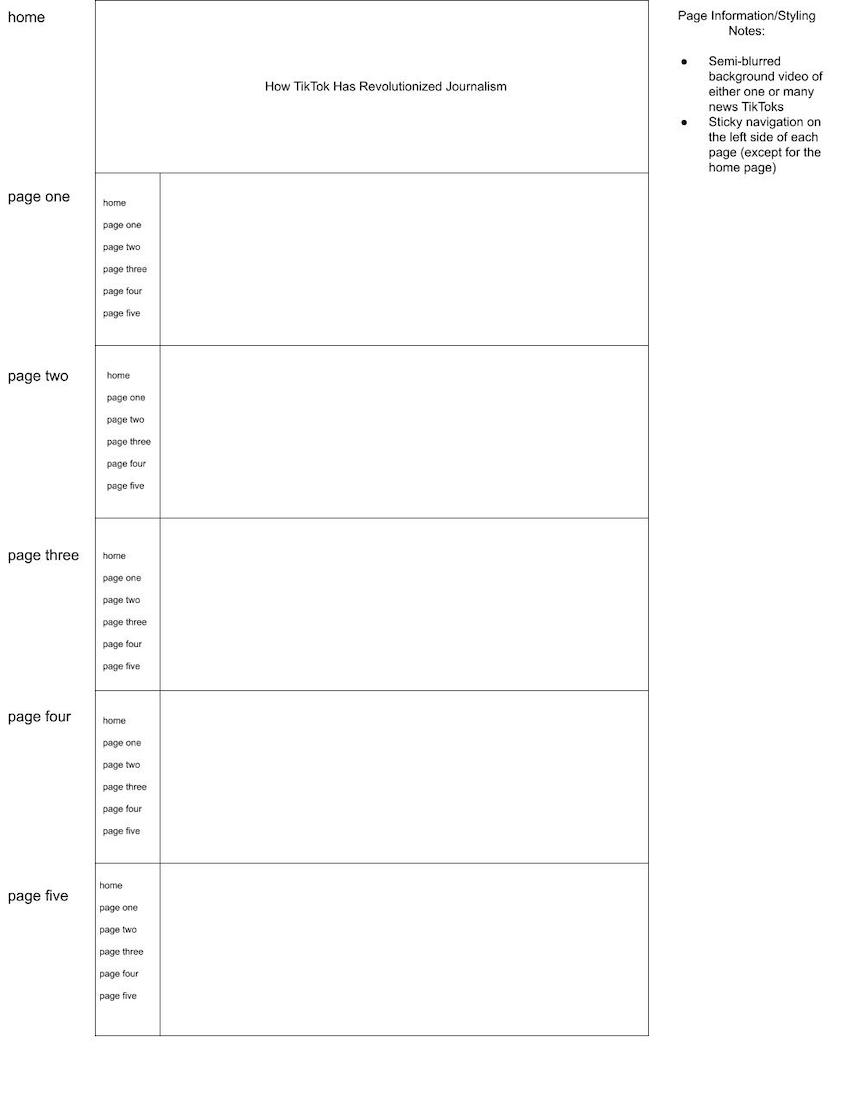 home
How TikTok Has Revolutionized Journalism
Page Information/Styling
Notes:
● Semi-blurred
background video of
either one or many
news TikToks
● Sticky navigation on
the left side of each
page (except for the
home page)
page one
home
page one
page two
page three
page four
page five
page two
home
page one
page two
page three
page four
page five
page three
home
page one
page two
page three
page four
page five
page four
home
page one
page two
page three
page four
page five
page five
home
page one
page two
page three
page four
page five